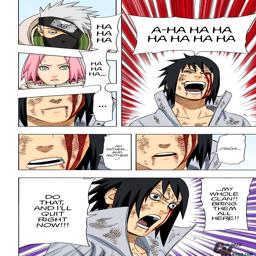 A-HA HA HA
HA HA HA HA
HA
HA
HA
HA
HA
HA...
...
...ITACHI...
...MY
FATHER,
AND
MOTHER...
...MY
WHOLE
CLAN!!
BRING
THEM
ALL
HERE!!
DO
THAT,
AND I'LL
QUIT
RIGHT
NOW!!!